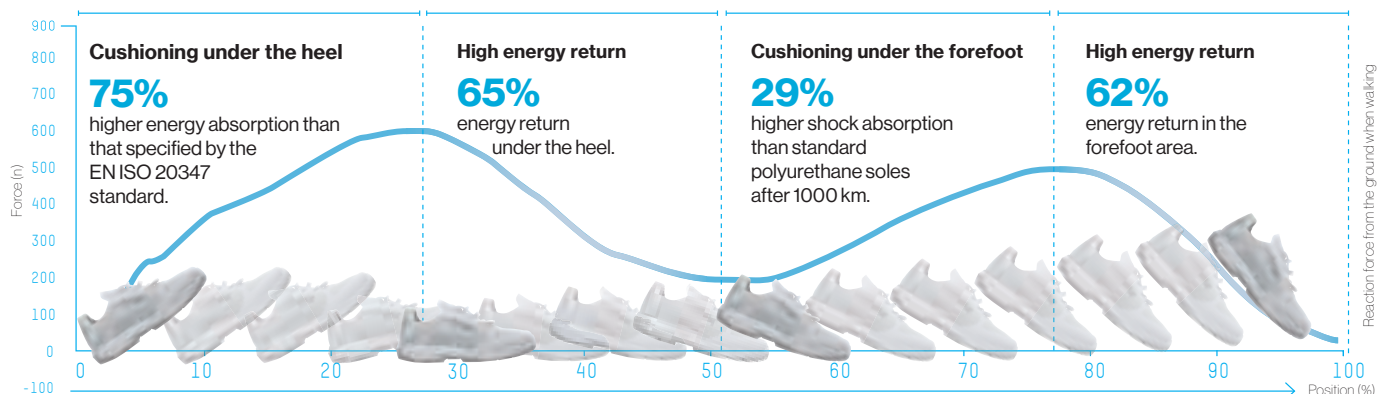 900
800
700
600
500
400
300
200
100
0
-100
Force (n)
Cushioning under the heel
75%
higher energy absorption than
that specified by the
EN ISO 20347
standard.
High energy return
65%
energy return
under the heel.
Cushioning under the forefoot
29%
higher shock absorption
than standard
polyurethane soles
after 1000 km.
High energy return
62%
energy return in the
forefoot area.
Reaction force from the ground when walking
0 10 20 30 40 50 60 70 80 90 100
Position (%)